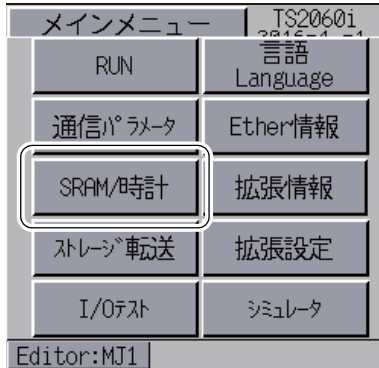 メインメニュー
TS2060i
RUN
言語
Language
通信ﾊﾟﾗﾒｰﾀ
Ether情報
SRAM/時計
拡張情報
ｽﾄﾚｰｼﾞ転送
拡張設定
I/Oﾃｽﾄ
ｼﾐｭﾚｰﾀ
Editor:MJ1